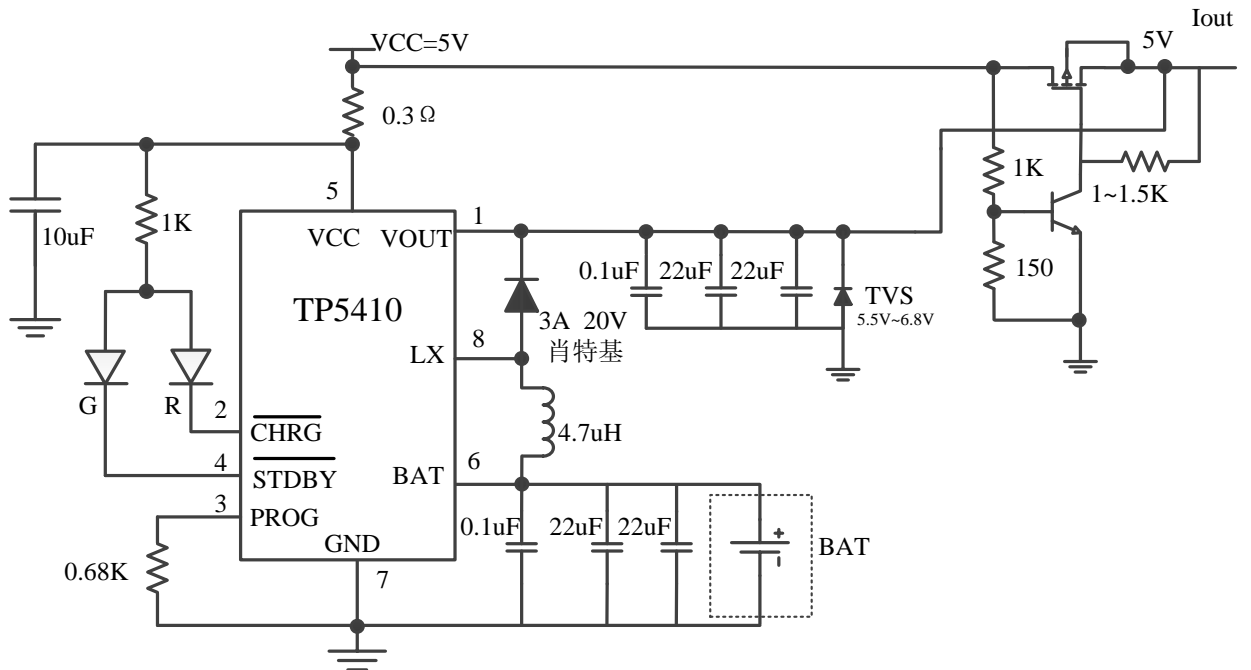 Iout
VCC=5V
5V
0.3Ω
1K
10uF
5
1
VCC
VOUT
1K
1~1.5K
150
0.1uF
22uF
22uF
TVS
5.5V~6.8V
TP5410
3A 20V
肖特基
8
LX
G
R
2
CHRG
4.7uH
4
STDBY
6
BAT
3
PROG
0.1uF
22uF
22uF
+
BAT
GND
0.68K
7